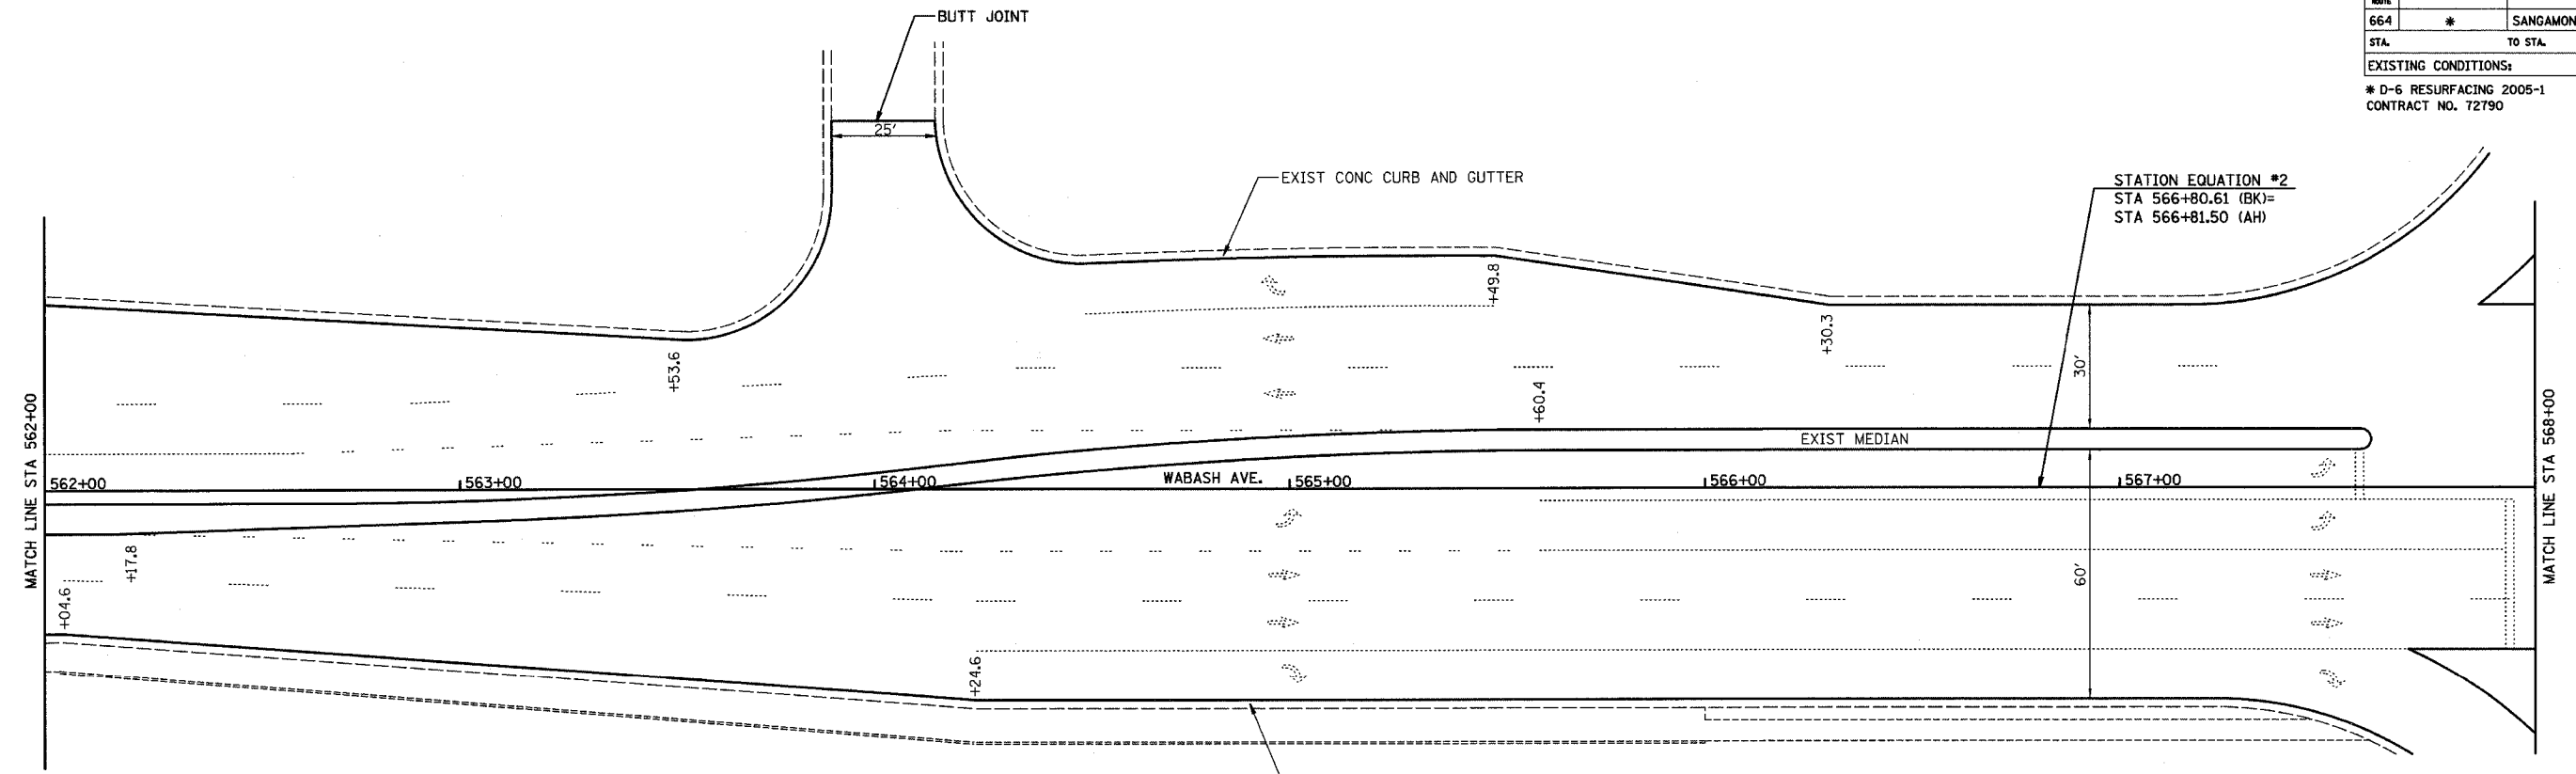 BUTT JOINT
ROUTE
664 * SANGAMON
STA. TO STA.
EXISTING CONDITIONS:
* D-6 RESURFACING 2005-1
CONTRACT NO. 72790
25'
EXIST CONC CURB AND GUTTER
STATION EQUATION #2
STA 566+80.61 (BK)=
STA 566+81.50 (AH)
+49.8
+30.3
+53.6
30'
+60.4
MATCH LINE STA 562+00
MATCH LINE STA 568+00
EXIST MEDIAN
562+00
563+00
564+00
WABASH AVE.
565+00
566+00
567+00
+17.8
60'
+04.6
+24.6